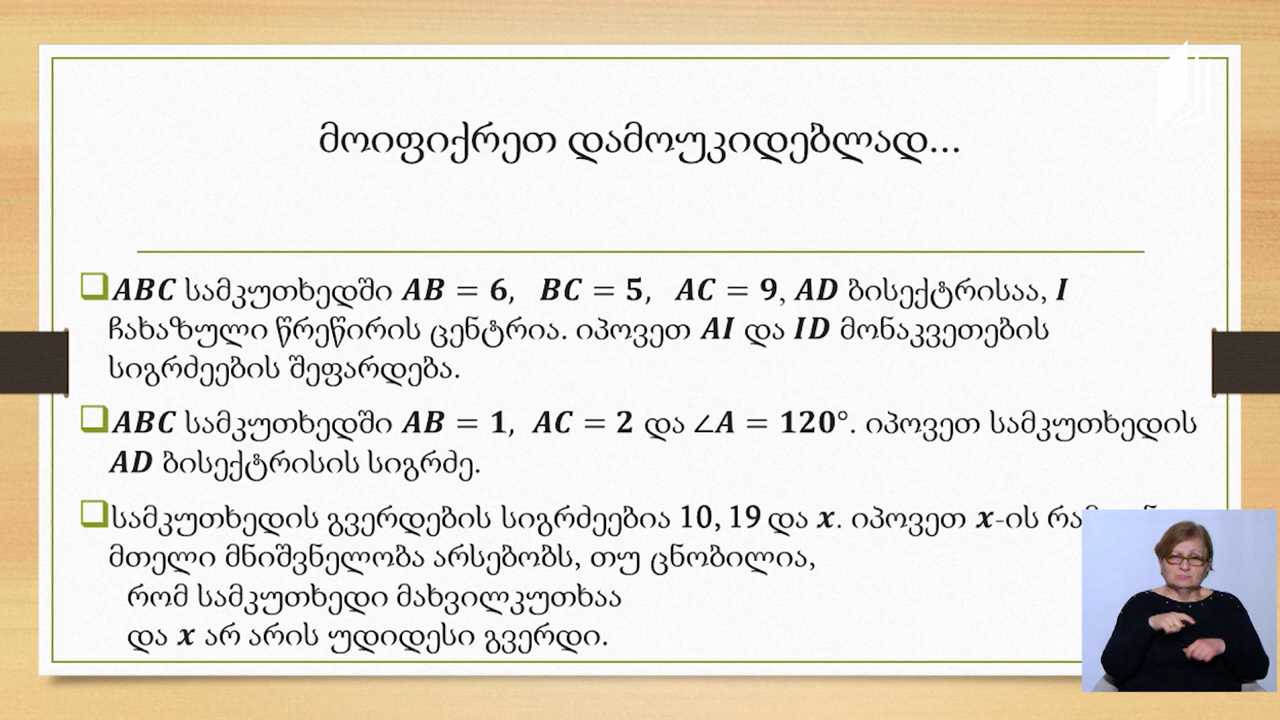 მოიფიქრეთ დამოუკიდებლად...
ABC სამკუთხედში AB = 6, BC = 5, AC = 9, AD ბისექტრისაა, I
ჩახაზული წრეწირის ცენტრია. იპოვეთ AI და ID მონაკვეთების
სიგრძეების შეფარდება.
ABC სამკუთხედში AB = 1, AC = 2 და ∠A = 120°. იპოვეთ სამკუთხედის
AD ბისექტრისის სიგრძე.
სამკუთხედის გვერდების სიგრძეებია 10, 19 და x. იპოვეთ x-ის
მთელი მნიშვნელობა არსებობს, თუ ცნობილია,
რომ სამკუთხედი მახვილკუთხაა
და x არ არის უდიდესი გვერდი.